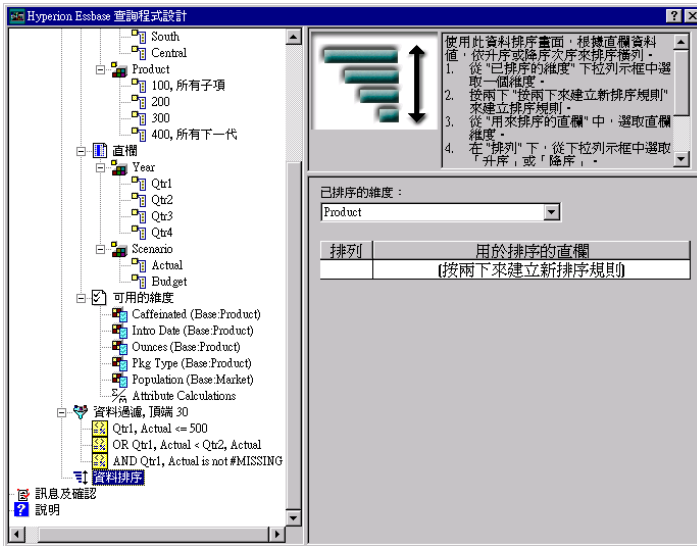 Hyperion Essbase 查詢程式設計
South
Central
Product
100, 所有子項
200
300
400, 所有下一代
直欄
Year
Qtr1
Qtr2
Qtr3
Qtr4
Scenario
Actual
Budget
可用的維度
Caffeinated (Base:Product)
Intro Date (Base:Product)
Ounces (Base:Product)
Pkg Type (Base:Product)
Population (Base:Market)
Attribute Calculations
資料過濾, 頂端 30
Qtr1, Actual <= 500
OR Qtr1, Actual < Qtr2, Actual
AND Qtr1, Actual is not #MISSING
資料排序
訊息及確認
說明
使用此資料排序畫面，根據直欄資料
值，依升序或降序次序來排序橫列。
1. 從 "已排序的維度" 下拉列示框中選
取一個維度。
2. 按兩下 "按兩下來建立新排序規則"
來建立排序規則。
3. 從 "用來排序的直欄" 中，選取直欄
維度。
4. 在 "排列" 下，從下拉列示框中選取
「升序」或「降序」。
已排序的維度：
Product
排列 用於排序的直欄
(按兩下來建立新排序規則)